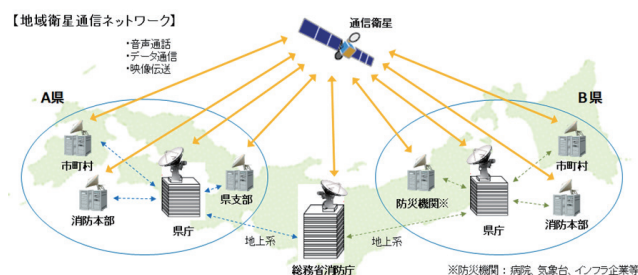 【地域衛星通信ネットワーク】
・音声通話
・データ通信
・映像伝送
通信衛星
A県
B県
市町村
消防本部
県庁
県支部
防災機関※
県庁
市町村
消防本部
地上系
地上系
総務省消防庁
※防災機関：病院, 気象台, インフラ企業等